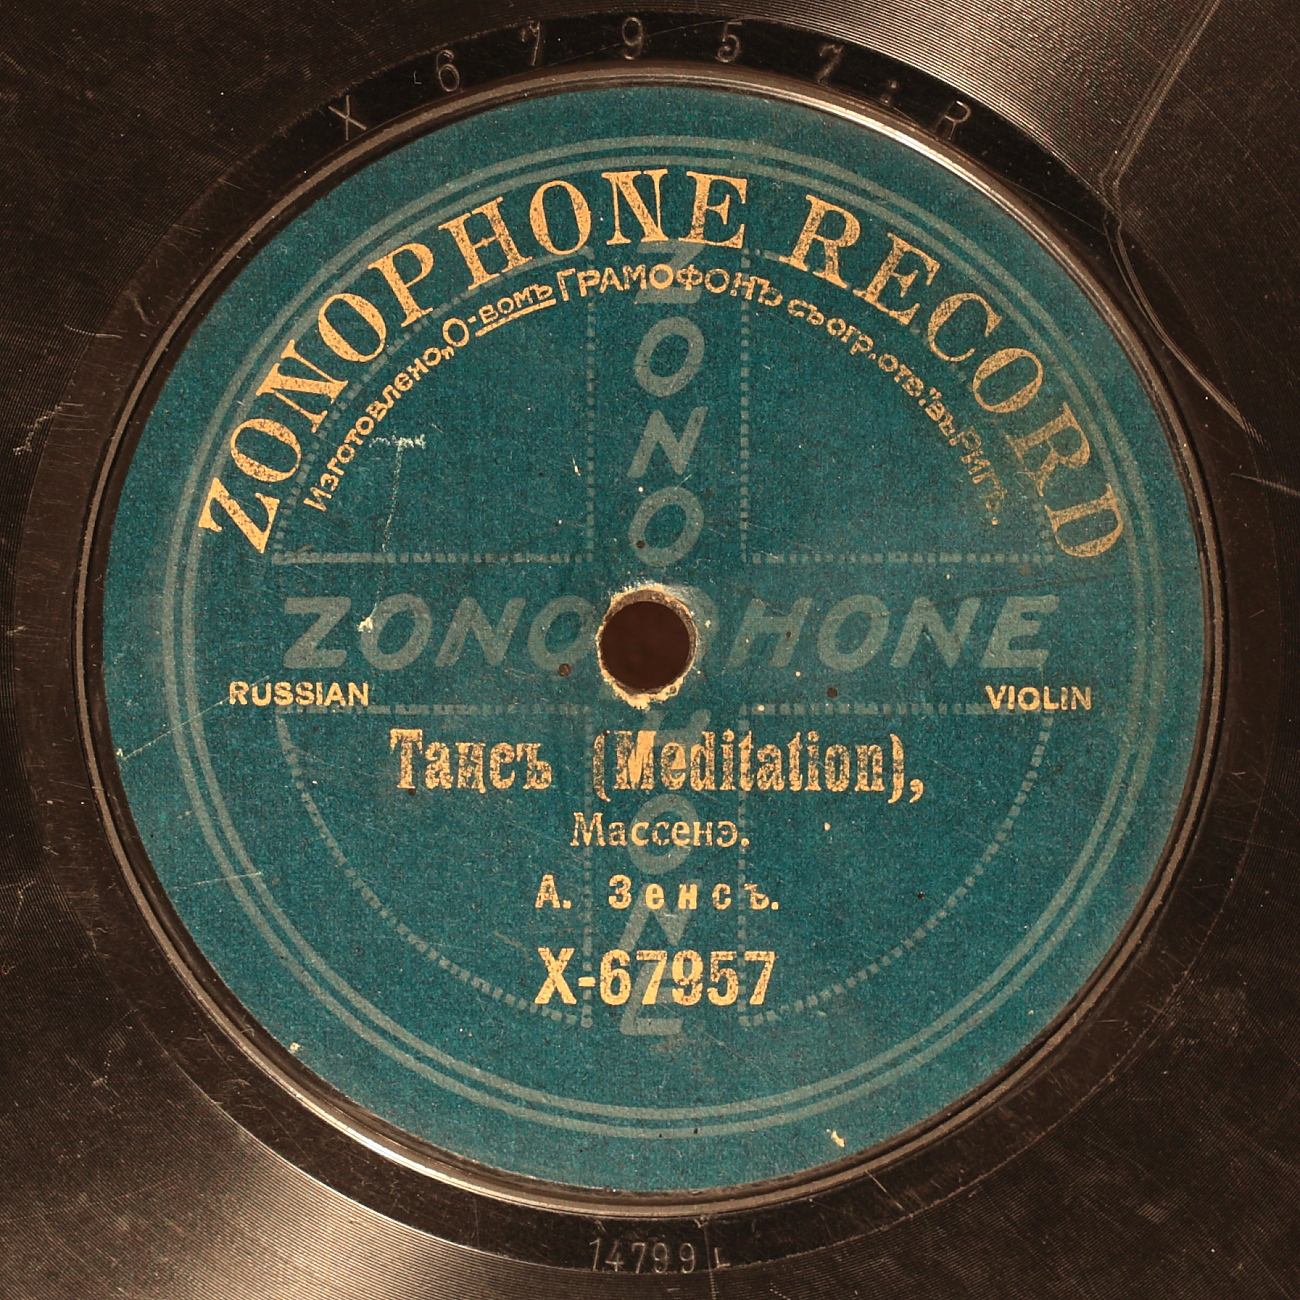 X 67957 : R
ZONOPHONE RECORD
Изготовлено „О-вомъ ГРАМОФОНЪ съ огр. отв.“ въ Ригѣ.
ZONOPHONE
ZONOPHONE
RUSSIAN
VIOLIN
Тансъ (Meditation),
Массенэ.
А. Зенсъ.
X-67957
14799 L